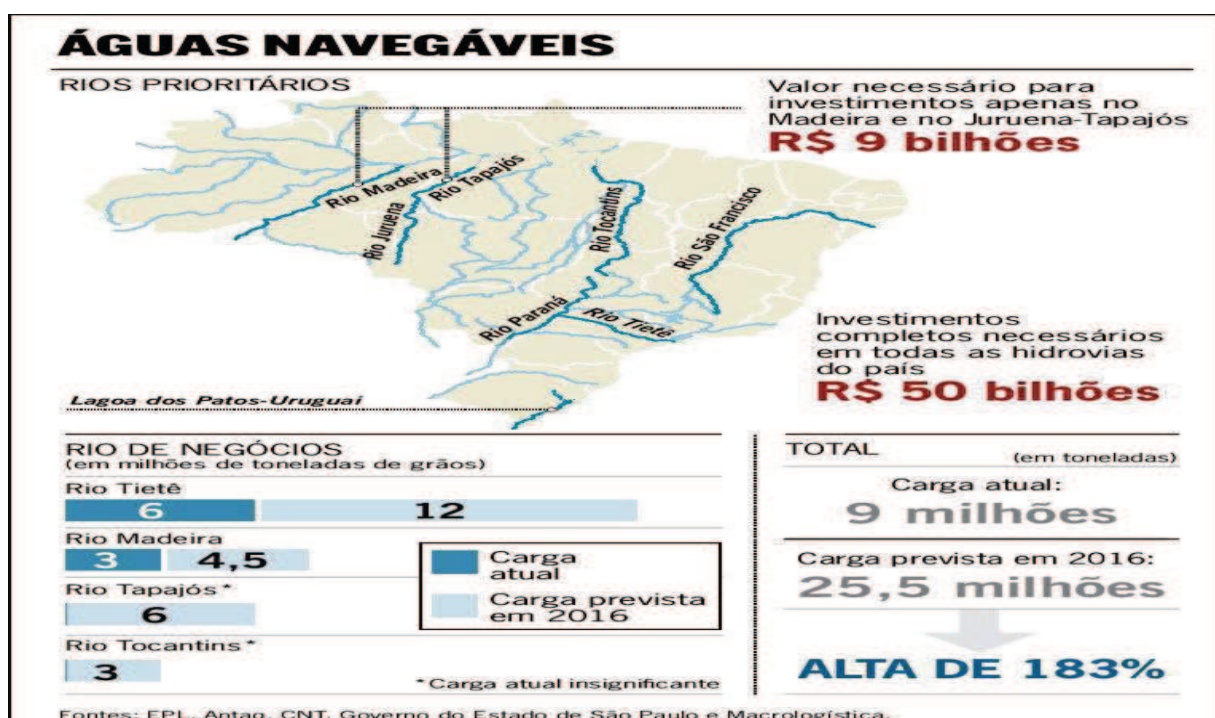 ÁGUAS NAVEGÁVEIS
RIOS PRIORITÁRIOS
Valor necessário para
investimentos apenas no
Madeira e no Juruena-Tapajós
R$ 9 bilhões
Rio Madeira
Rio Tapajós
Rio Juruena
Rio Tocantins
Rio São Francisco
Rio Paraná
Rio Tietê
Investimentos
completos necessários
em todas as hidrovias
do país
R$ 50 bilhões
Lagoa dos Patos-Uruguai
RIO DE NEGÓCIOS
(em milhões de toneladas de grãos)
Rio Tietê
6 12
Rio Madeira
3 4,5
Rio Tapajós*
6
Rio Tocantins*
3
Carga
atual
Carga prevista
em 2016
*Carga atual insignificante
TOTAL (em toneladas)
Carga atual:
9 milhões
Carga prevista em 2016:
25,5 milhões
ALTA DE 183%
Fontes: EPL, Antaq, CNT, Governo do Estado de São Paulo e Macrologística.